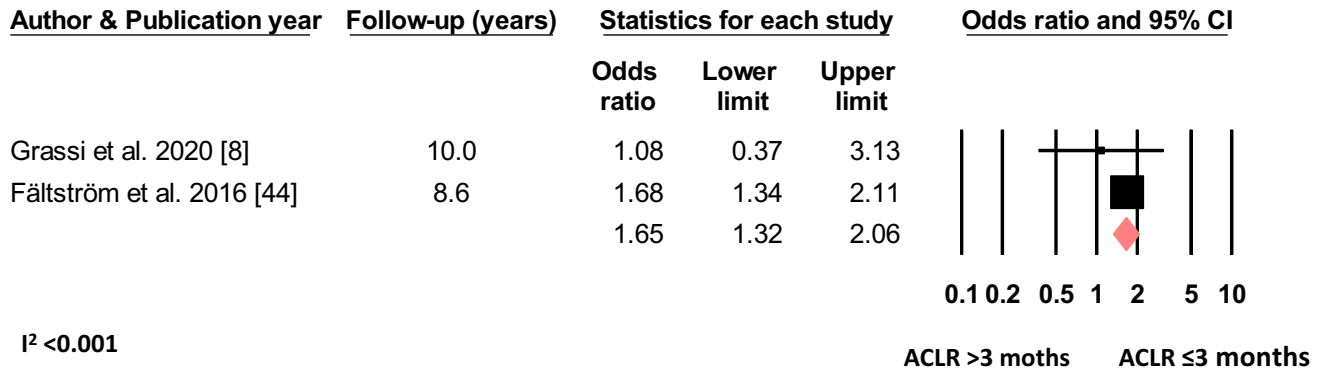 Author & Publication year Follow-up (years) Statistics for each study Odds ratio and 95% CI
Odds Lower Upper
ratio limit limit
Grassi et al. 2020 [8] 10.0 1.08 0.37 3.13
Fältström et al. 2016 [44] 8.6 1.68 1.34 2.11
1.65 1.32 2.06
0.1 0.2 0.5 1 2 5 10
I² <0.001
ACLR >3 moths ACLR ≤3 months